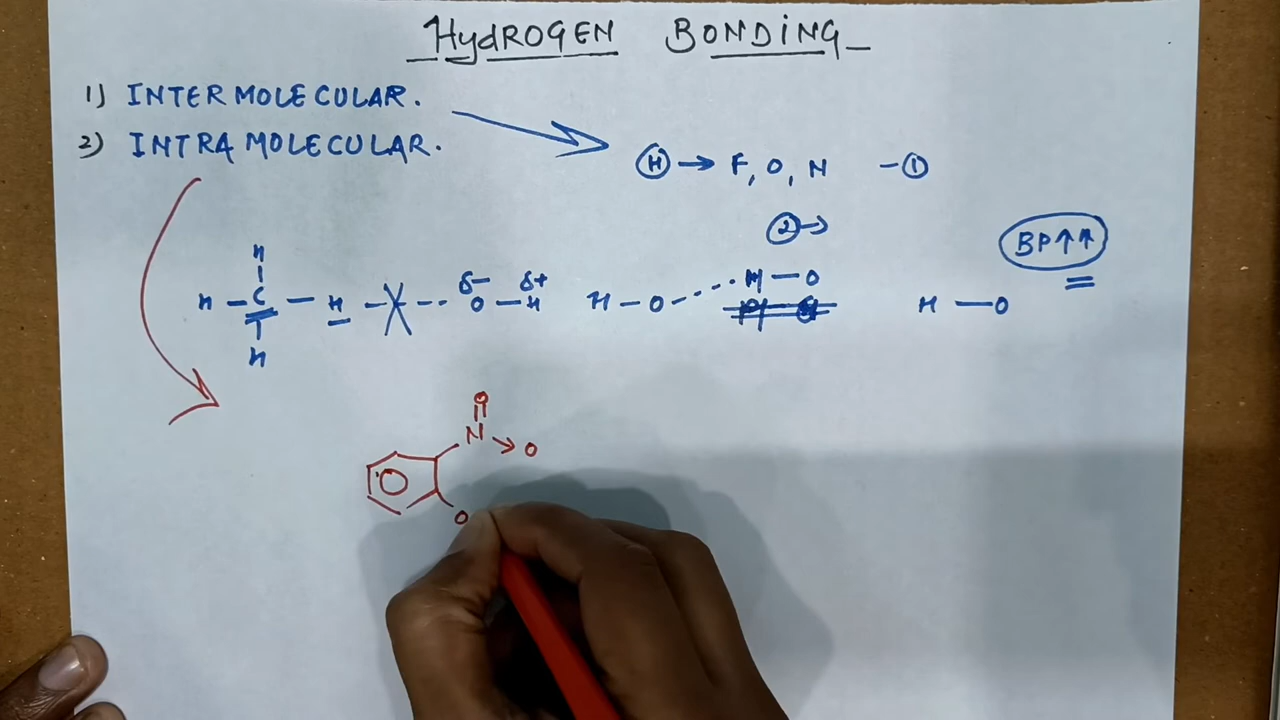 HydROGEN BONDING
1) INTERMOLECULAR.
2) INTRAMOLECULAR.
H → F, O, N - 1
2 →
BP↑↑
H
H - C - H - - - O - H
δ- δ+
H
H - O - - - H - O
H - O
O
N → O
O